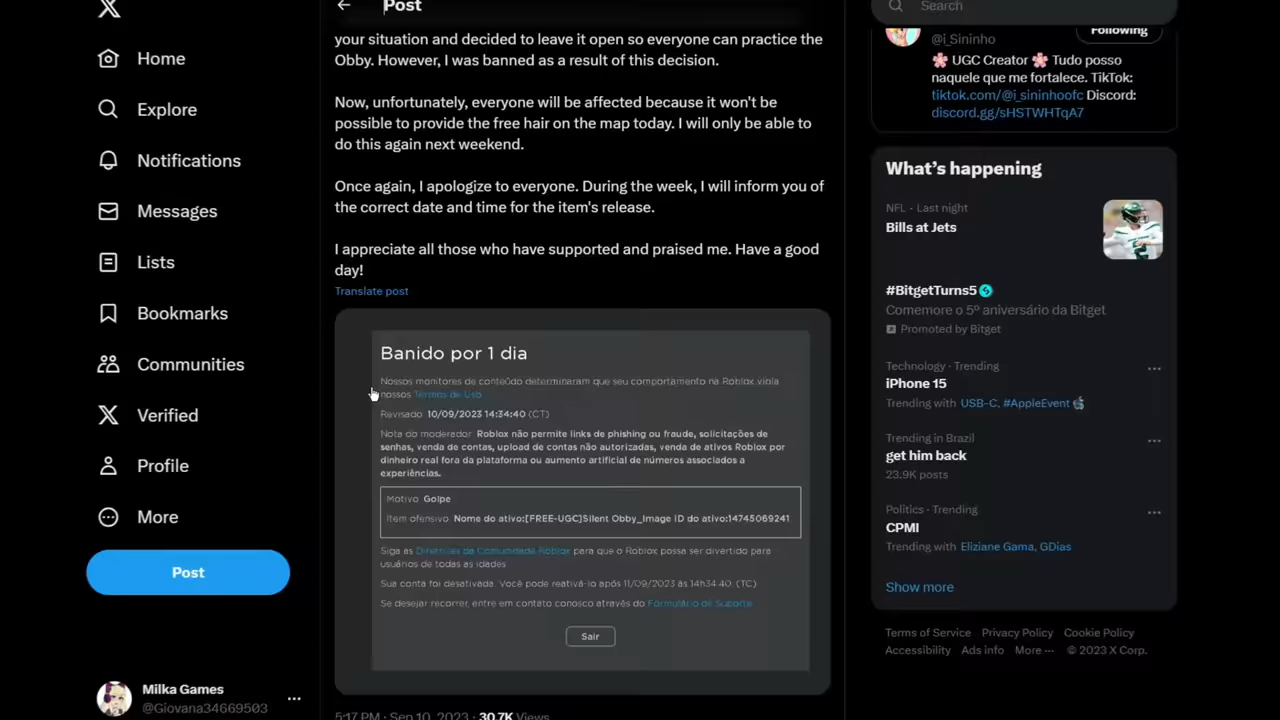 Home
Explore
Notifications
Messages
Lists
Bookmarks
Communities
Verified
Profile
More
Post
Milka Games
@Giovana34669503
Post
your situation and decided to leave it open so everyone can practice the
Obby. However, I was banned as a result of this decision.
Now, unfortunately, everyone will be affected because it won't be
possible to provide the free hair on the map today. I will only be able to
do this again next weekend.
Once again, I apologize to everyone. During the week, I will inform you of
the correct date and time for the item's release.
I appreciate all those who have supported and praised me. Have a good
day!
Translate post
Banido por 1 dia
Nossos monitores de conteúdo determinaram que seu comportamento na Roblox viola
nossos Termos de Uso.
Revisado: 10/09/2023 14:34:40 (CT)
Nota do moderador: Roblox não permite links de phishing ou fraude, solicitações de
senhas, venda de contas, upload de contas não autorizadas, venda de ativos Roblox por
dinheiro real fora da plataforma ou aumento artificial de números associados a
experiências.
Motivo: Golpe
Item ofensivo: Nome do ativo:[FREE-UGC]Silent Obby_Image ID do ativo:14745069241
Siga as Diretrizes da Comunidade Roblox para que o Roblox possa ser divertido para
usuários de todas as idades.
Sua conta foi desativada. Você pode reativá-la após 11/09/2023 às 14h34:40. (TC)
Se desejar recorrer, entre em contato conosco através do Formulário de Suporte.
Sair
5:17 PM · Sep 10, 2023 · 30.7K Views
Search
@i_Sininho
Following
🌸 UGC Creator 🌸 Tudo posso
naquele que me fortalece. TikTok:
tiktok.com/@i_sininhoofc Discord:
discord.gg/sHSTWHTqA7
What's happening
NFL · Last night
Bills at Jets
#BitgetTurns5
Comemore o 5º aniversário da Bitget
Promoted by Bitget
Technology · Trending
iPhone 15
Trending with USB-C, #AppleEvent
Trending in Brazil
get him back
23.9K posts
Politics · Trending
CPMI
Trending with Eliziane Gama, GDias
Show more
Terms of Service Privacy Policy Cookie Policy
Accessibility Ads info More ··· © 2023 X Corp.